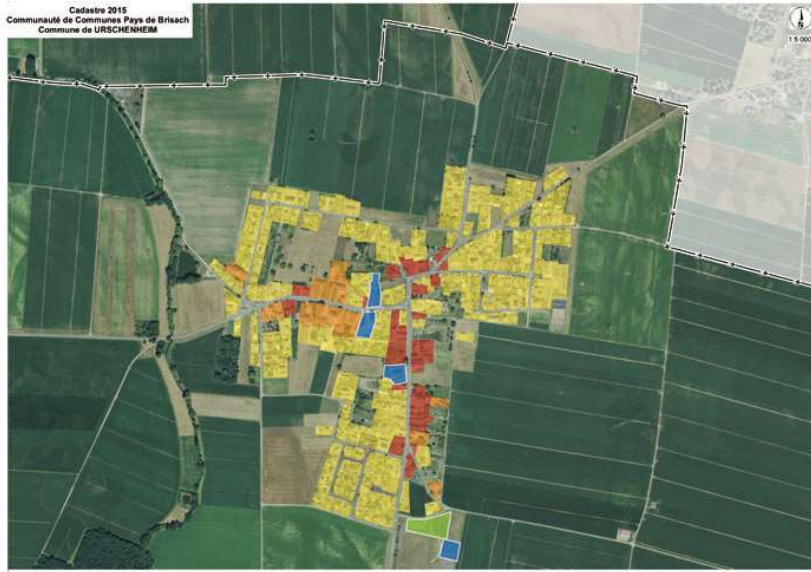 Cadastre 2015
Communauté de Communes Pays de Brisach
Commune de URSCHENHEIM
1:5 000